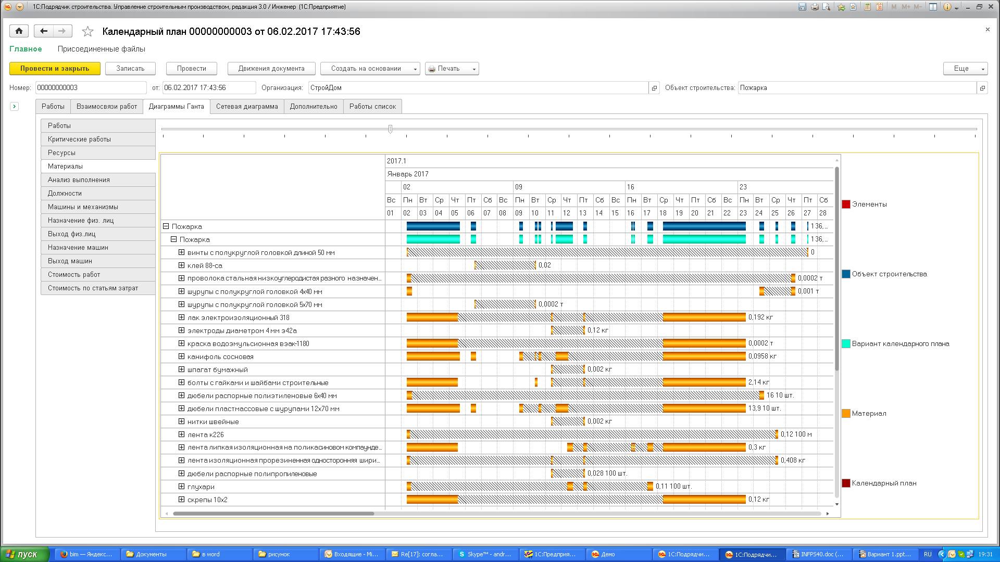 1С:Подрядчик строительства. Управление строительным производством, редакция 3.0 / Инженер (1С:Предприятие)
M M+ M-
Календарный план 00000000003 от 06.02.2017 17:43:56
Главное Присоединенные файлы
Провести и закрыть Записать Провести Движения документа Создать на основании Печать Еще
Номер: 00000000003 от: 06.02.2017 17:43:56 Организация: СтройДом Объект строительства: Пожарка
Работы Взаимосвязи работ Диаграммы Ганта Сетевая диаграмма Дополнительно Работы список
Работы
Критические работы
Ресурсы
Материалы
Анализ выполнения
Должности
Машины и механизмы
Назначение физ. лиц
Выход физ.лиц
Назначение машин
Выход машин
Стоимость работ
Стоимость по статьям затрат
2017.1
Январь 2017
02 09 16 23
Вс Пн Вт Ср Чт Пт Сб Вс Пн Вт Ср Чт Пт Сб Вс Пн Вт Ср Чт Пт Сб Вс Пн Вт Ср Чт Пт Сб
01 02 03 04 05 06 07 08 09 10 11 12 13 14 15 16 17 18 19 20 21 22 23 24 25 26 27 28
Пожарка 136,...
Пожарка 136,...
винты с полукруглой головкой длиной 50 мм 0
клей 88-са 0,02
проволока стальная низкоуглеродистая разного назначен... 0,0002 т
шурупы с полукруглой головкой 4х40 мм 0,001 т
шурупы с полукруглой головкой 5х70 мм 0,0002 т
лак электроизоляционный 318 0,192 кг
электроды диаметром 4 мм э42а 0,12 кг
краска водоэмульсионная вэак-1180 0,0002 т
канифоль сосновая 0,0958 кг
шпагат бумажный 0,002 кг
болты с гайками и шайбами строительные 2,14 кг
дюбели распорные полиэтиленовые 6х40 мм 16 10 шт.
дюбели пластмассовые с шурупами 12х70 мм 13,9 10 шт.
нитки швейные 0,002 кг
лента к226 0,12 100 м
лента липкая изоляционная на поликасиновом компаунде... 0,3 кг
лента изоляционная прорезиненная односторонняя шири... 0,408 кг
дюбели распорные полипропиленовые 0,028 100 шт.
глухари 0,11 100 шт.
скрепы 10х2 0,12 кг
Элементы
Объект строительства
Вариант календарного плана
Материал
Календарный план
пуск bim — Яндекс... Документы в word рисунок Входящие - Mi... Re[17]: согла... Skype™ - andr... 1С:Предприя... Демо 1С:Подрядчи... 1С:Подрядчи... INFPS40.doc (... Вариант 1.ppt... RU 19:31